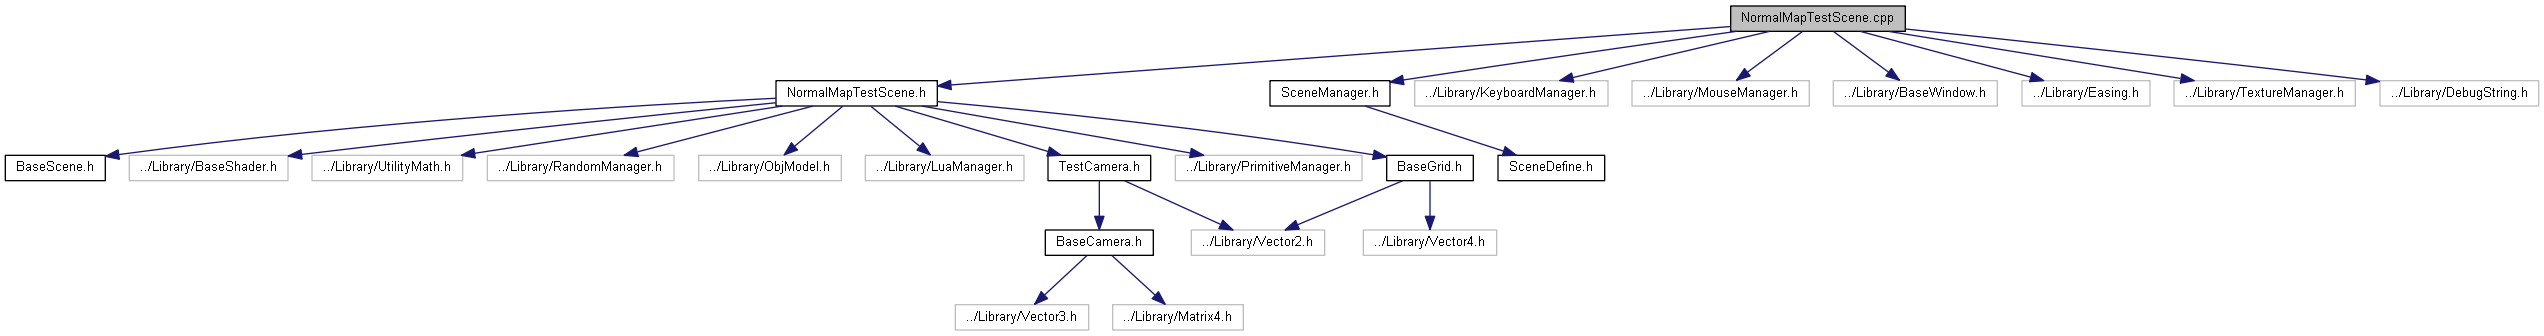 NormalMapTestScene.cpp
NormalMapTestScene.h
SceneManager.h
../Library/KeyboardManager.h
../Library/MouseManager.h
../Library/BaseWindow.h
../Library/Easing.h
../Library/TextureManager.h
../Library/DebugString.h
BaseScene.h
../Library/BaseShader.h
../Library/UtilityMath.h
../Library/RandomManager.h
../Library/ObjModel.h
../Library/LuaManager.h
TestCamera.h
../Library/PrimitiveManager.h
BaseGrid.h
SceneDefine.h
BaseCamera.h
../Library/Vector2.h
../Library/Vector4.h
../Library/Vector3.h
../Library/Matrix4.h